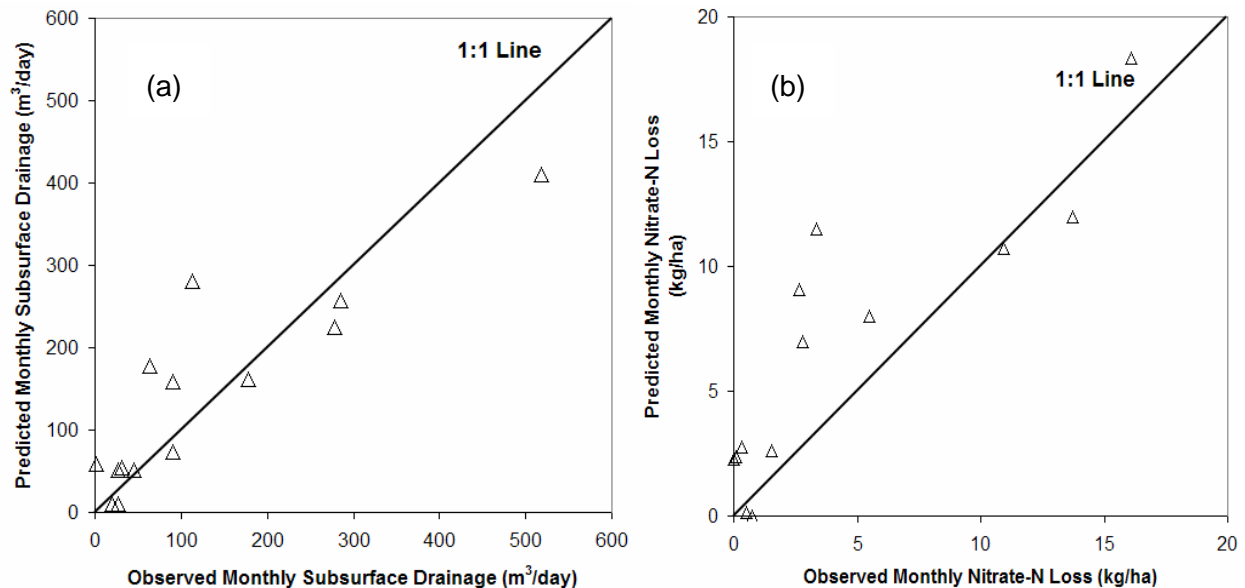 600
500
400
300
200
100
0
0 100 200 300 400 500 600
Predicted Monthly Subsurface Drainage (m³/day)
Observed Monthly Subsurface Drainage (m³/day)
(a)
1:1 Line
20
15
10
5
0
0 5 10 15 20
Predicted Monthly Nitrate-N Loss
(kg/ha)
Observed Monthly Nitrate-N Loss (kg/ha)
(b)
1:1 Line